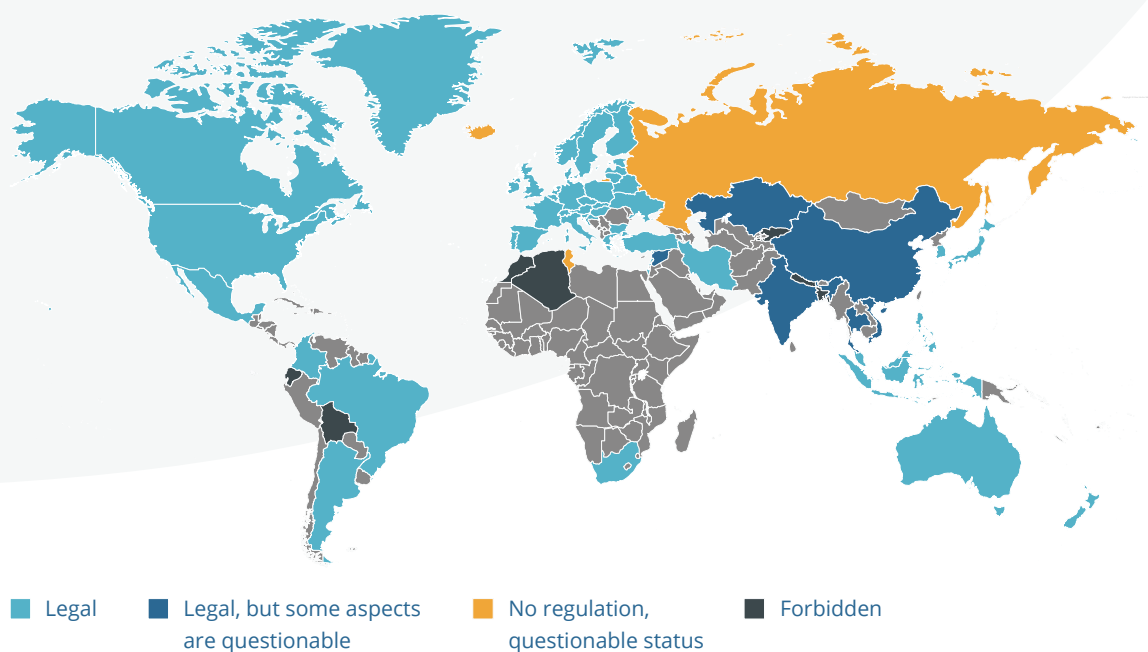 Legal
Legal, but some aspects
are questionable
No regulation,
questionable status
Forbidden